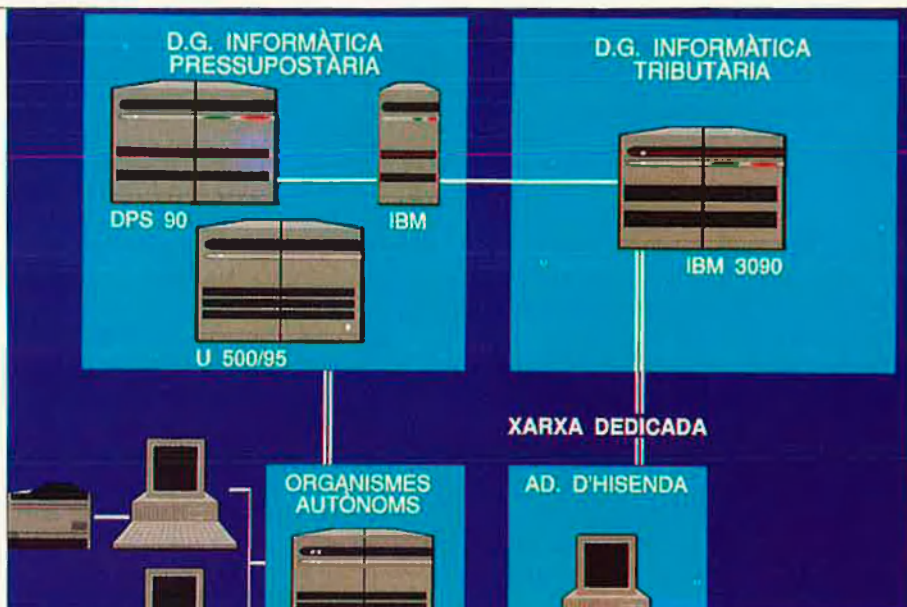 D.G. INFORMÀTICA
PRESSUPOSTÀRIA
DPS 90
IBM
U 500/95
D.G. INFORMÀTICA
TRIBUTÀRIA
IBM 3090
XARXA DEDICADA
ORGANISMES
AUTÒNOMS
AD. D'HISENDA